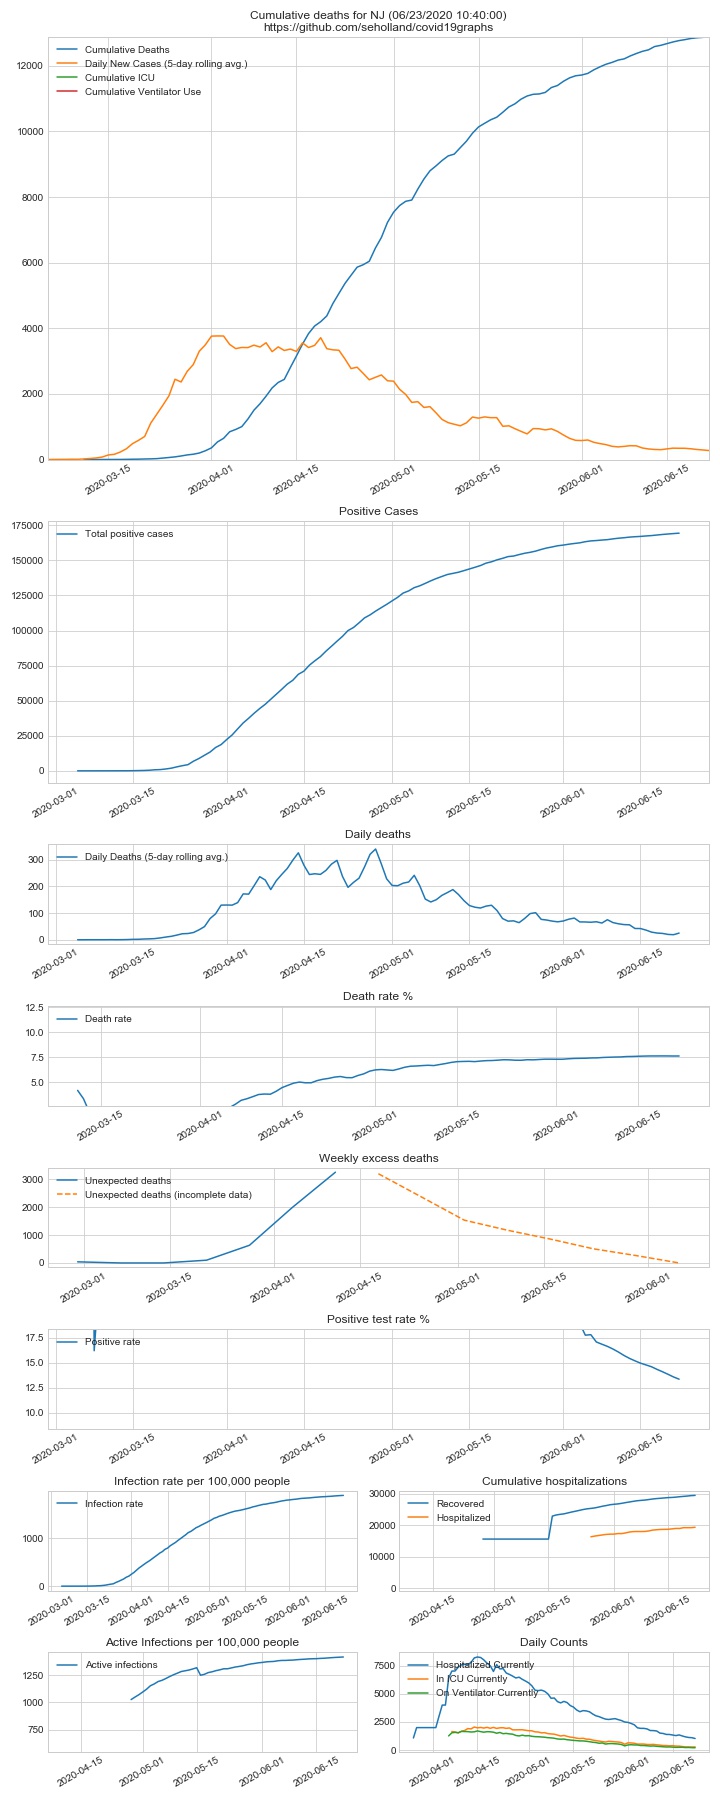 Cumulative deaths for NJ (06/23/2020 10:40:00)
https://github.com/seholland/covid19graphs
Cumulative Deaths
Daily New Cases (5-day rolling avg.)
Cumulative ICU
Cumulative Ventilator Use
12000
10000
8000
6000
4000
2000
0
2020-03-15 2020-04-01 2020-04-15 2020-05-01 2020-05-15 2020-06-01 2020-06-15
Positive Cases
Total positive cases
175000
150000
125000
100000
75000
50000
25000
0
2020-03-01 2020-03-15 2020-04-01 2020-04-15 2020-05-01 2020-05-15 2020-06-01 2020-06-15
Daily deaths
Daily Deaths (5-day rolling avg.)
300
200
100
0
2020-03-01 2020-03-15 2020-04-01 2020-04-15 2020-05-01 2020-05-15 2020-06-01 2020-06-15
Death rate %
Death rate
12.5
10.0
7.5
5.0
2020-03-15 2020-04-01 2020-04-15 2020-05-01 2020-05-15 2020-06-01 2020-06-15
Weekly excess deaths
Unexpected deaths
Unexpected deaths (incomplete data)
3000
2000
1000
0
2020-03-01 2020-03-15 2020-04-01 2020-04-15 2020-05-01 2020-05-15 2020-06-01
Positive test rate %
Positive rate
17.5
15.0
12.5
10.0
2020-03-01 2020-03-15 2020-04-01 2020-04-15 2020-05-01 2020-05-15 2020-06-01 2020-06-15
Infection rate per 100,000 people
Infection rate
1000
0
2020-03-01 2020-03-15 2020-04-01 2020-04-15 2020-05-01 2020-05-15 2020-06-01 2020-06-15
Cumulative hospitalizations
Recovered
Hospitalized
30000
20000
10000
0
2020-04-15 2020-05-01 2020-05-15 2020-06-01 2020-06-15
Active Infections per 100,000 people
Active infections
1250
1000
750
2020-04-15 2020-05-01 2020-05-15 2020-06-01 2020-06-15
Daily Counts
Hospitalized Currently
In ICU Currently
On Ventilator Currently
7500
5000
2500
0
2020-04-01 2020-04-15 2020-05-01 2020-05-15 2020-06-01 2020-06-15